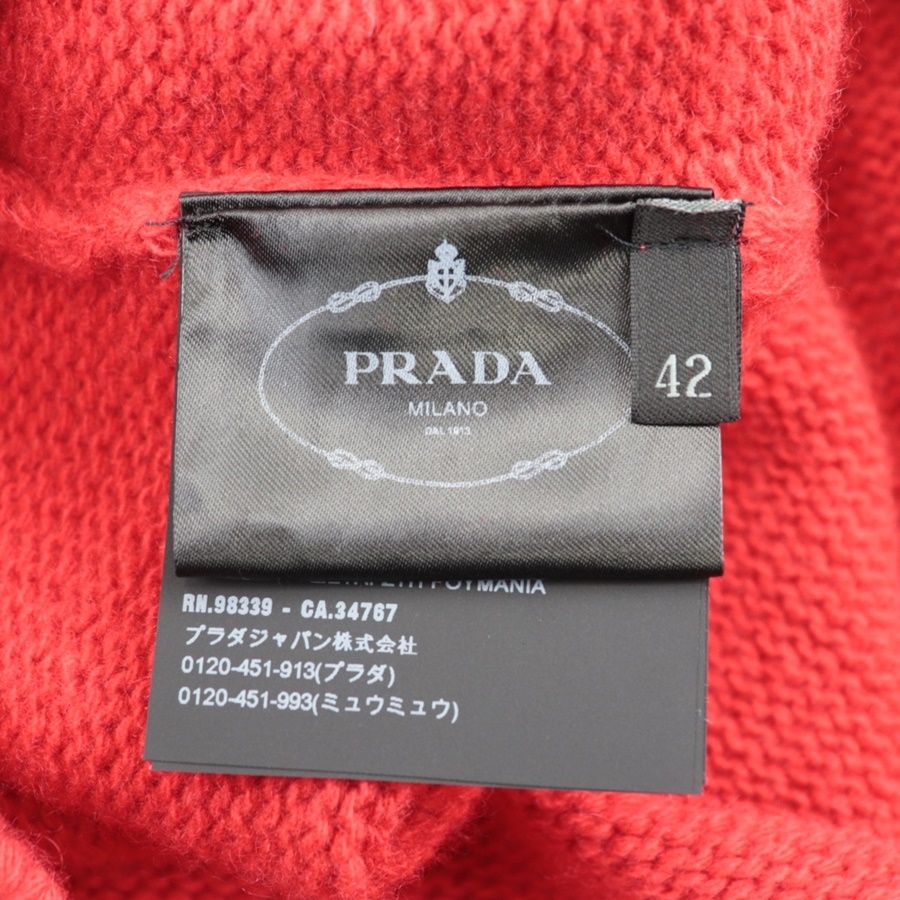 PRADA
MILANO
DAL 1913
42
РОУМАНІА
RN.98339 - CA.34767
プラダジャパン株式会社
0120-451-913(プラダ)
0120-451-993(ミュウミュウ)